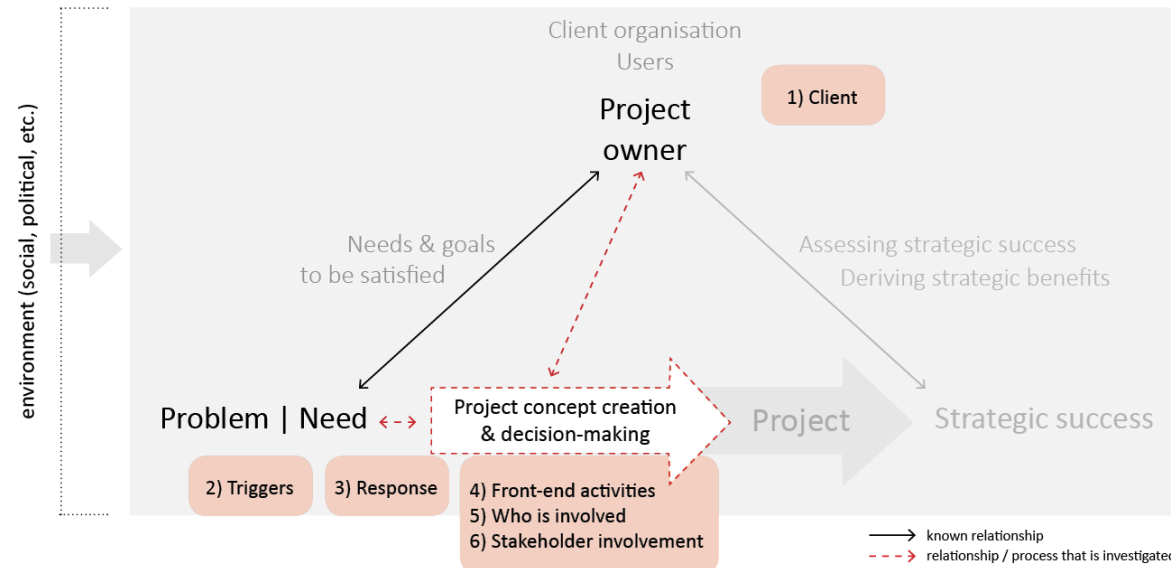 environment (social, political, etc.)
Client organisation
Users
Project
owner
1) Client
Needs & goals
to be satisfied
Assessing strategic success
Deriving strategic benefits
Problem | Need
Project concept creation
& decision-making
Project
Strategic success
2) Triggers
3) Response
4) Front-end activities
5) Who is involved
6) Stakeholder involvement
known relationship
relationship / process that is investigated